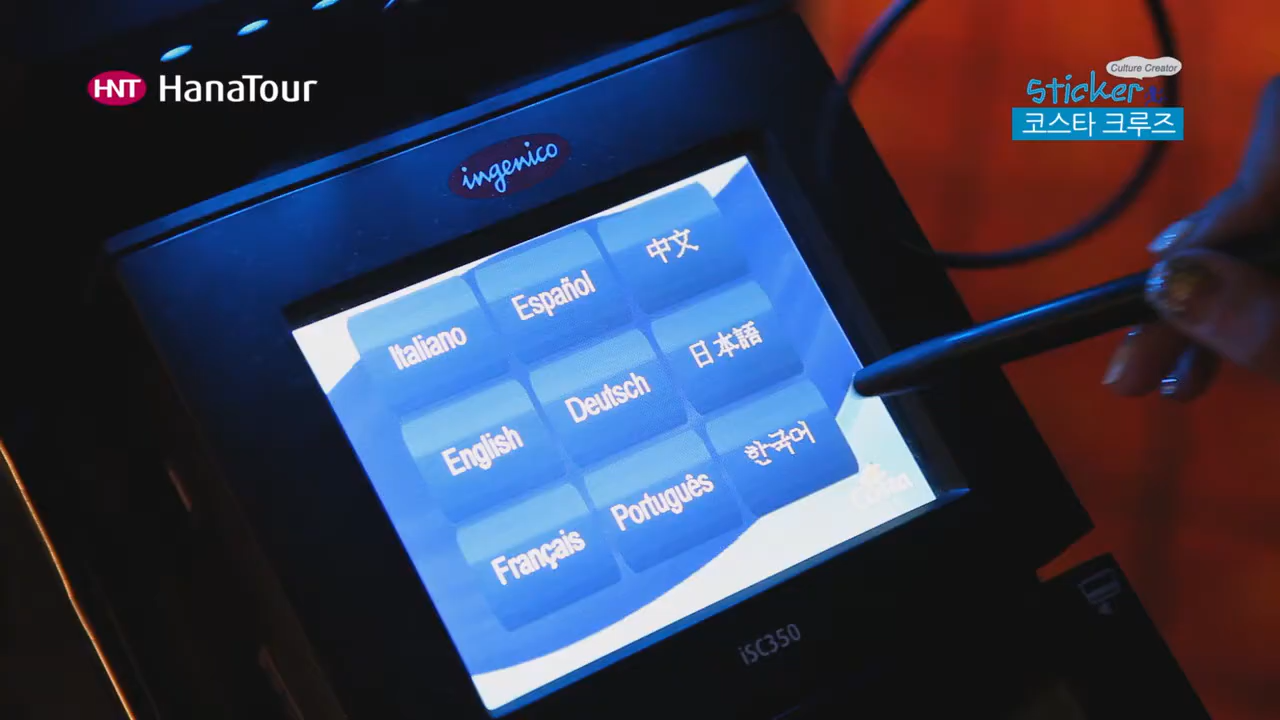 HNT HanaTour
Culture Creator
Sticker
코스타 크루즈
ingenico
Italiano
Español
中文
English
Deutsch
日本語
Français
Português
한국어
Costa
iSC350